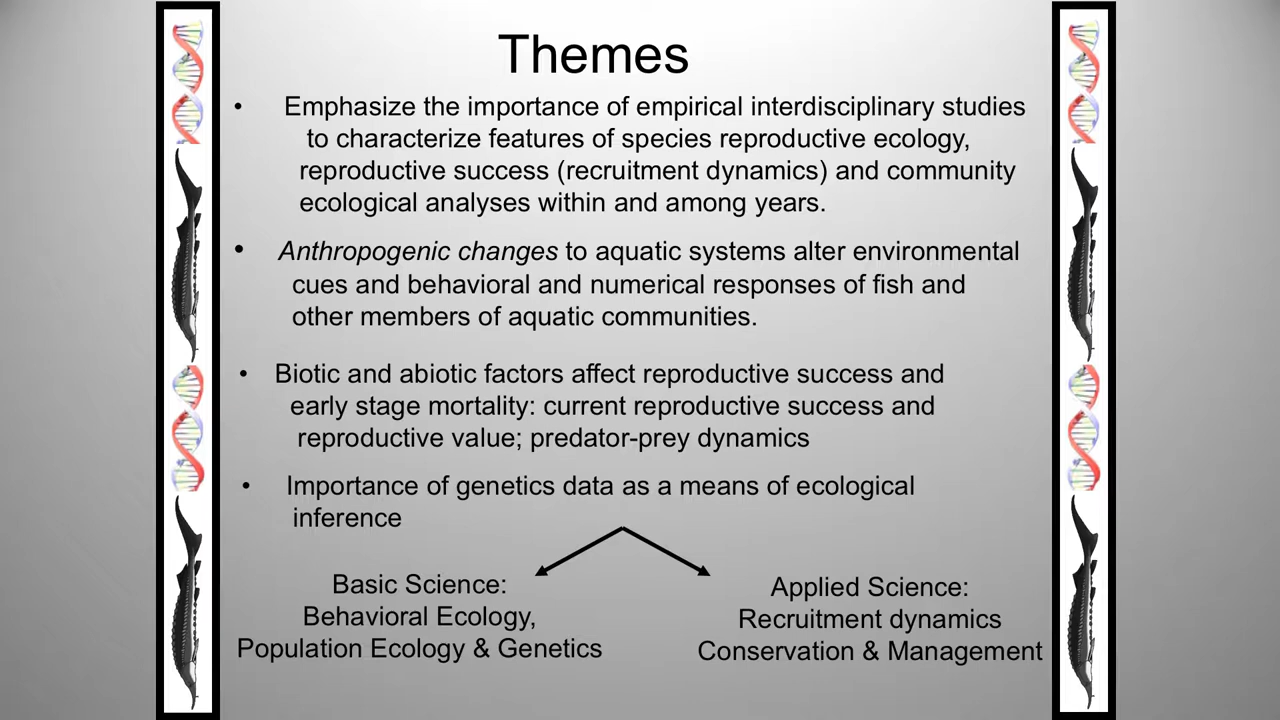 Themes
• Emphasize the importance of empirical interdisciplinary studies
to characterize features of species reproductive ecology,
reproductive success (recruitment dynamics) and community
ecological analyses within and among years.
• Anthropogenic changes to aquatic systems alter environmental
cues and behavioral and numerical responses of fish and
other members of aquatic communities.
• Biotic and abiotic factors affect reproductive success and
early stage mortality: current reproductive success and
reproductive value; predator-prey dynamics
• Importance of genetics data as a means of ecological
inference
Basic Science:
Behavioral Ecology,
Population Ecology & Genetics
Applied Science:
Recruitment dynamics
Conservation & Management